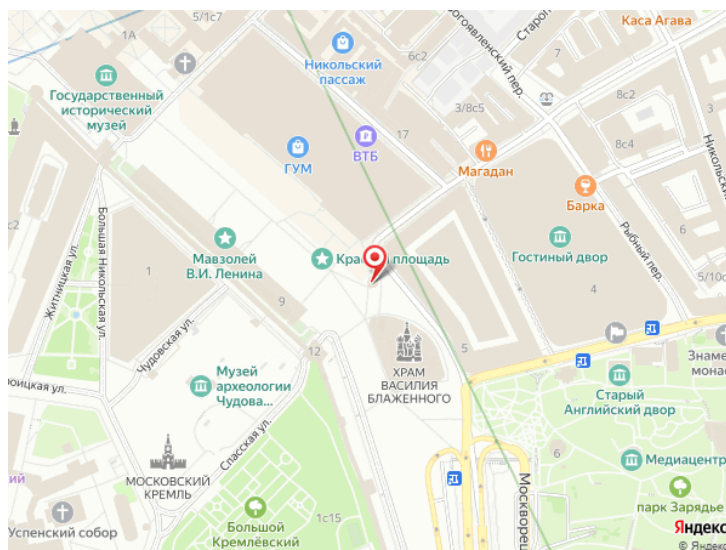 5/1с7
1А
6с2
Богоявленский пер.
Каса Агава
Никольский
пассаж
Государственный
исторический
музей
3/8с5
8с2
17
ГУМ
ВТБ
Магадан
8с4
Никольский
Барка
Рыбный пер.
6
Мавзолей
В.И. Ленина
Красная площадь
Гостиный двор
5/10с
4
Житницкая ул.
Большая Никольская ул.
1
9
Чудовская ул.
12
5
ХРАМ
ВАСИЛИЯ
БЛАЖЕННОГО
Музей
археологии
Чудова...
роицкая ул.
Знаме
монас
Старый
Английский двор
Спасская ул.
МОСКОВСКИЙ
КРЕМЛЬ
6
Медиацентр
Москворец
парк Зарядье
Успенский собор
1с15
Большой
Кремлёвский
Яндекс
© Яндекс